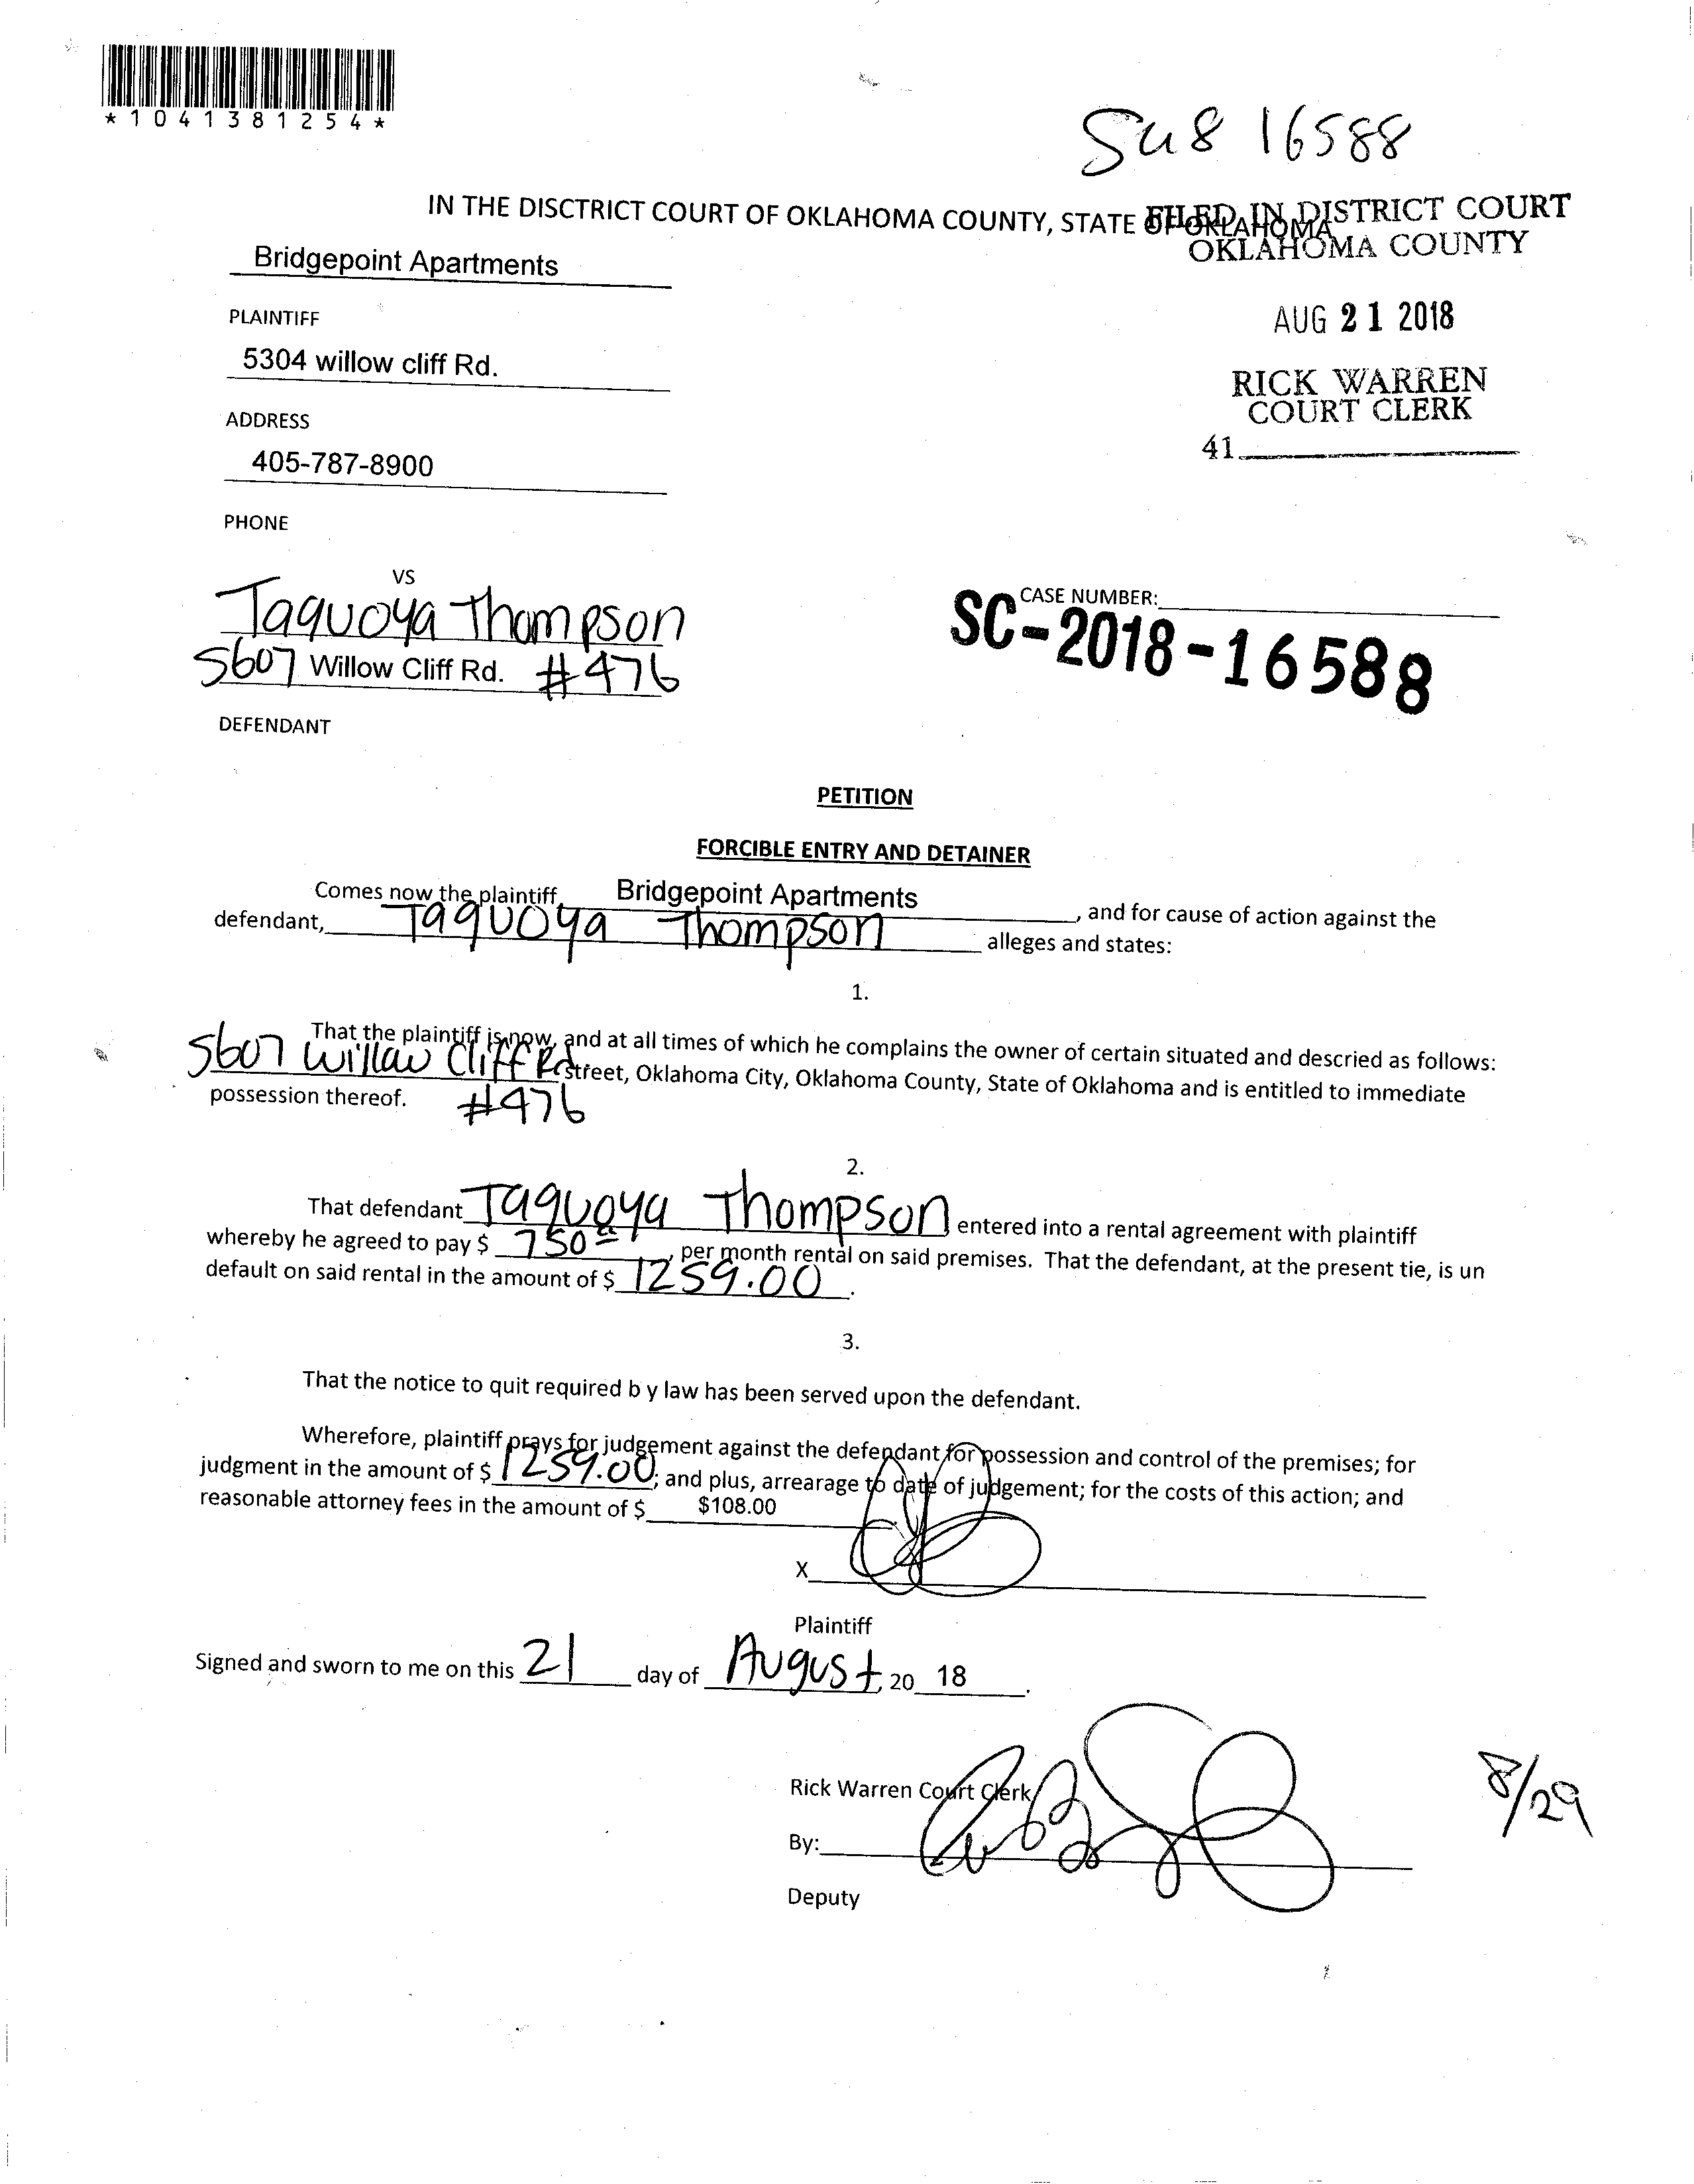 *1041381254*
Su8 16588
IN THE DISCTRICT COURT OF OKLAHOMA COUNTY, STATE OF OKLAHOMA
FILED IN DISTRICT COURT
OKLAHOMA COUNTY
Bridgepoint Apartments
PLAINTIFF
AUG 21 2018
5304 willow cliff Rd.
RICK WARREN
COURT CLERK
ADDRESS
41
405-787-8900
PHONE
VS
CASE NUMBER:
SC-2018-16588
Taquoya Thompson
5607 Willow Cliff Rd. #476
DEFENDANT
PETITION
FORCIBLE ENTRY AND DETAINER
Comes now the plaintiff, Bridgepoint Apartments, and for cause of action against the
defendant, Taquoya Thompson alleges and states:
1.
That the plaintiff is now, and at all times of which he complains the owner of certain situated and descried as follows:
5607 Willow Cliff Rd Street, Oklahoma City, Oklahoma County, State of Oklahoma and is entitled to immediate
possession thereof. #476
2.
That defendant Taquoya Thompson entered into a rental agreement with plaintiff
whereby he agreed to pay $ 750, per month rental on said premises. That the defendant, at the present tie, is un
default on said rental in the amount of $ 1259.00.
3.
That the notice to quit required b y law has been served upon the defendant.
Wherefore, plaintiff prays for judgement against the defendant for possession and control of the premises; for
judgment in the amount of $ 1259.00; and plus, arrearage to date of judgement; for the costs of this action; and
reasonable attorney fees in the amount of $ $108.00
X
Plaintiff
Signed and sworn to me on this 21 day of August, 20 18.
Rick Warren Court Clerk
8/29
By:
Deputy